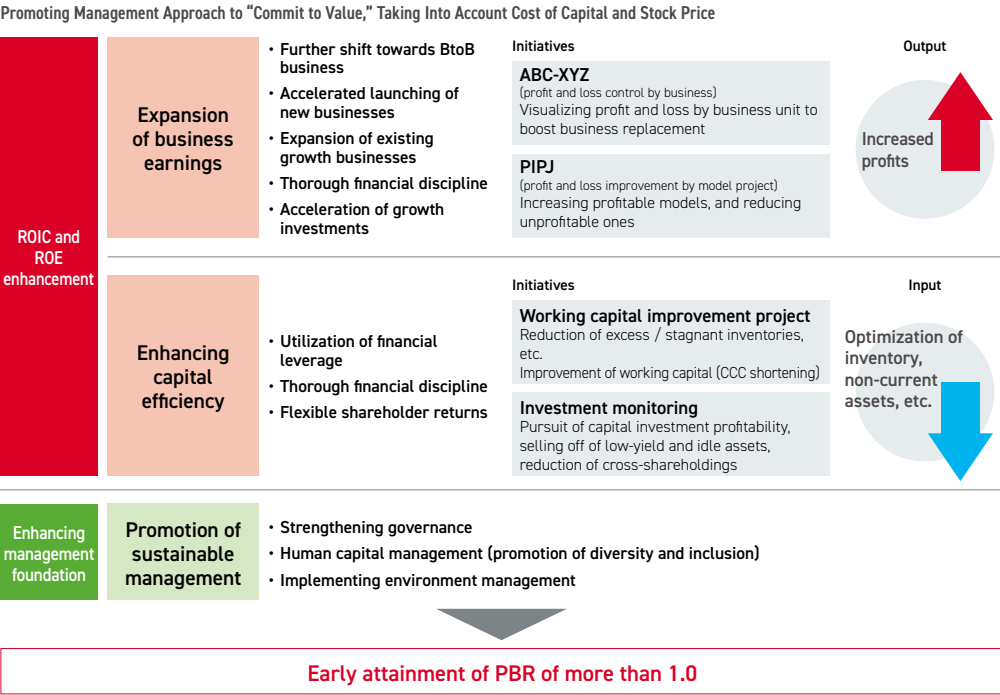 Promoting Management Approach to “Commit to Value,” Taking Into Account Cost of Capital and Stock Price
ROIC and
ROE
enhancement
Expansion
of business
earnings
・Further shift towards BtoB
business
・Accelerated launching of
new businesses
・Expansion of existing
growth businesses
・Thorough financial discipline
・Acceleration of growth
investments
Initiatives
ABC-XYZ
(profit and loss control by business)
Visualizing profit and loss by business unit to
boost business replacement
PIPJ
(profit and loss improvement by model project)
Increasing profitable models, and reducing
unprofitable ones
Output
Increased
profits
Enhancing
capital
efficiency
・Utilization of financial
leverage
・Thorough financial discipline
・Flexible shareholder returns
Initiatives
Working capital improvement project
Reduction of excess / stagnant inventories,
etc.
Improvement of working capital (CCC shortening)
Investment monitoring
Pursuit of capital investment profitability,
selling off of low-yield and idle assets,
reduction of cross-shareholdings
Input
Optimization of
inventory,
non-current
assets, etc.
Enhancing
management
foundation
Promotion of
sustainable
management
・Strengthening governance
・Human capital management (promotion of diversity and inclusion)
・Implementing environment management
Early attainment of PBR of more than 1.0